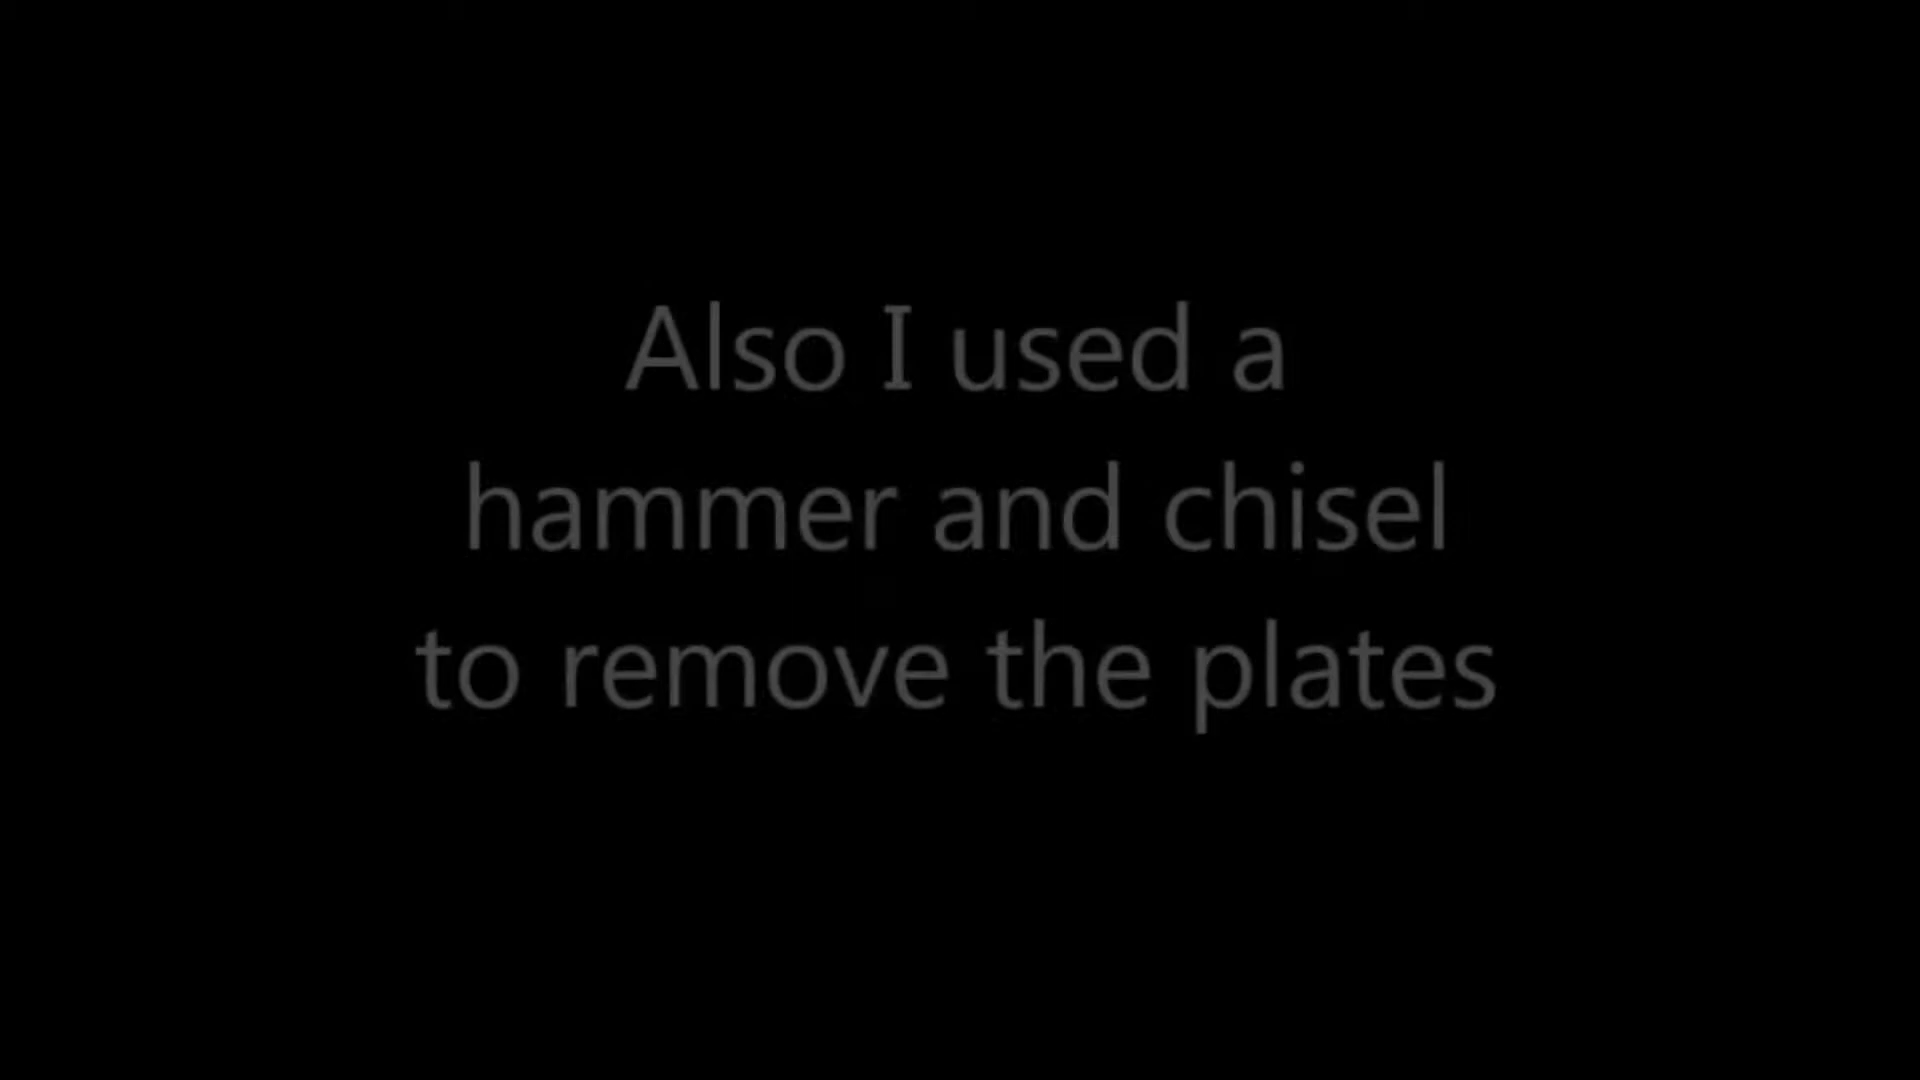 Also I used a
hammer and chisel
to remove the plates